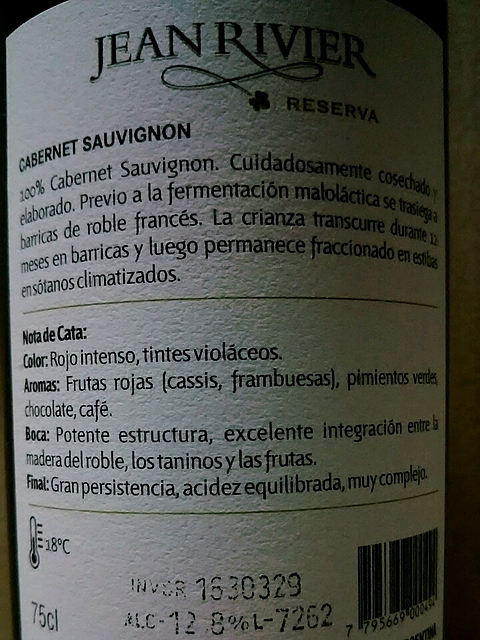 JEAN RIVIER
RESERVA
CABERNET SAUVIGNON
100% Cabernet Sauvignon. Cuidadosamente cosechado y
elaborado. Previo a la fermentación maloláctica se trasiega a
barricas de roble francés. La crianza transcurre durante 12
meses en barricas y luego permanece fraccionado en estibas
en sótanos climatizados.
Nota de Cata:
Color: Rojo intenso, tintes violáceos.
Aromas: Frutas rojas (cassis, frambuesas), pimientos verdes,
chocolate, café.
Boca: Potente estructura, excelente integración entre la
madera del roble, los taninos y las frutas.
Final: Gran persistencia, acidez equilibrada, muy complejo.
18°C
75cl
1630329
ALC-12.8% L-7262
7 795669 000494